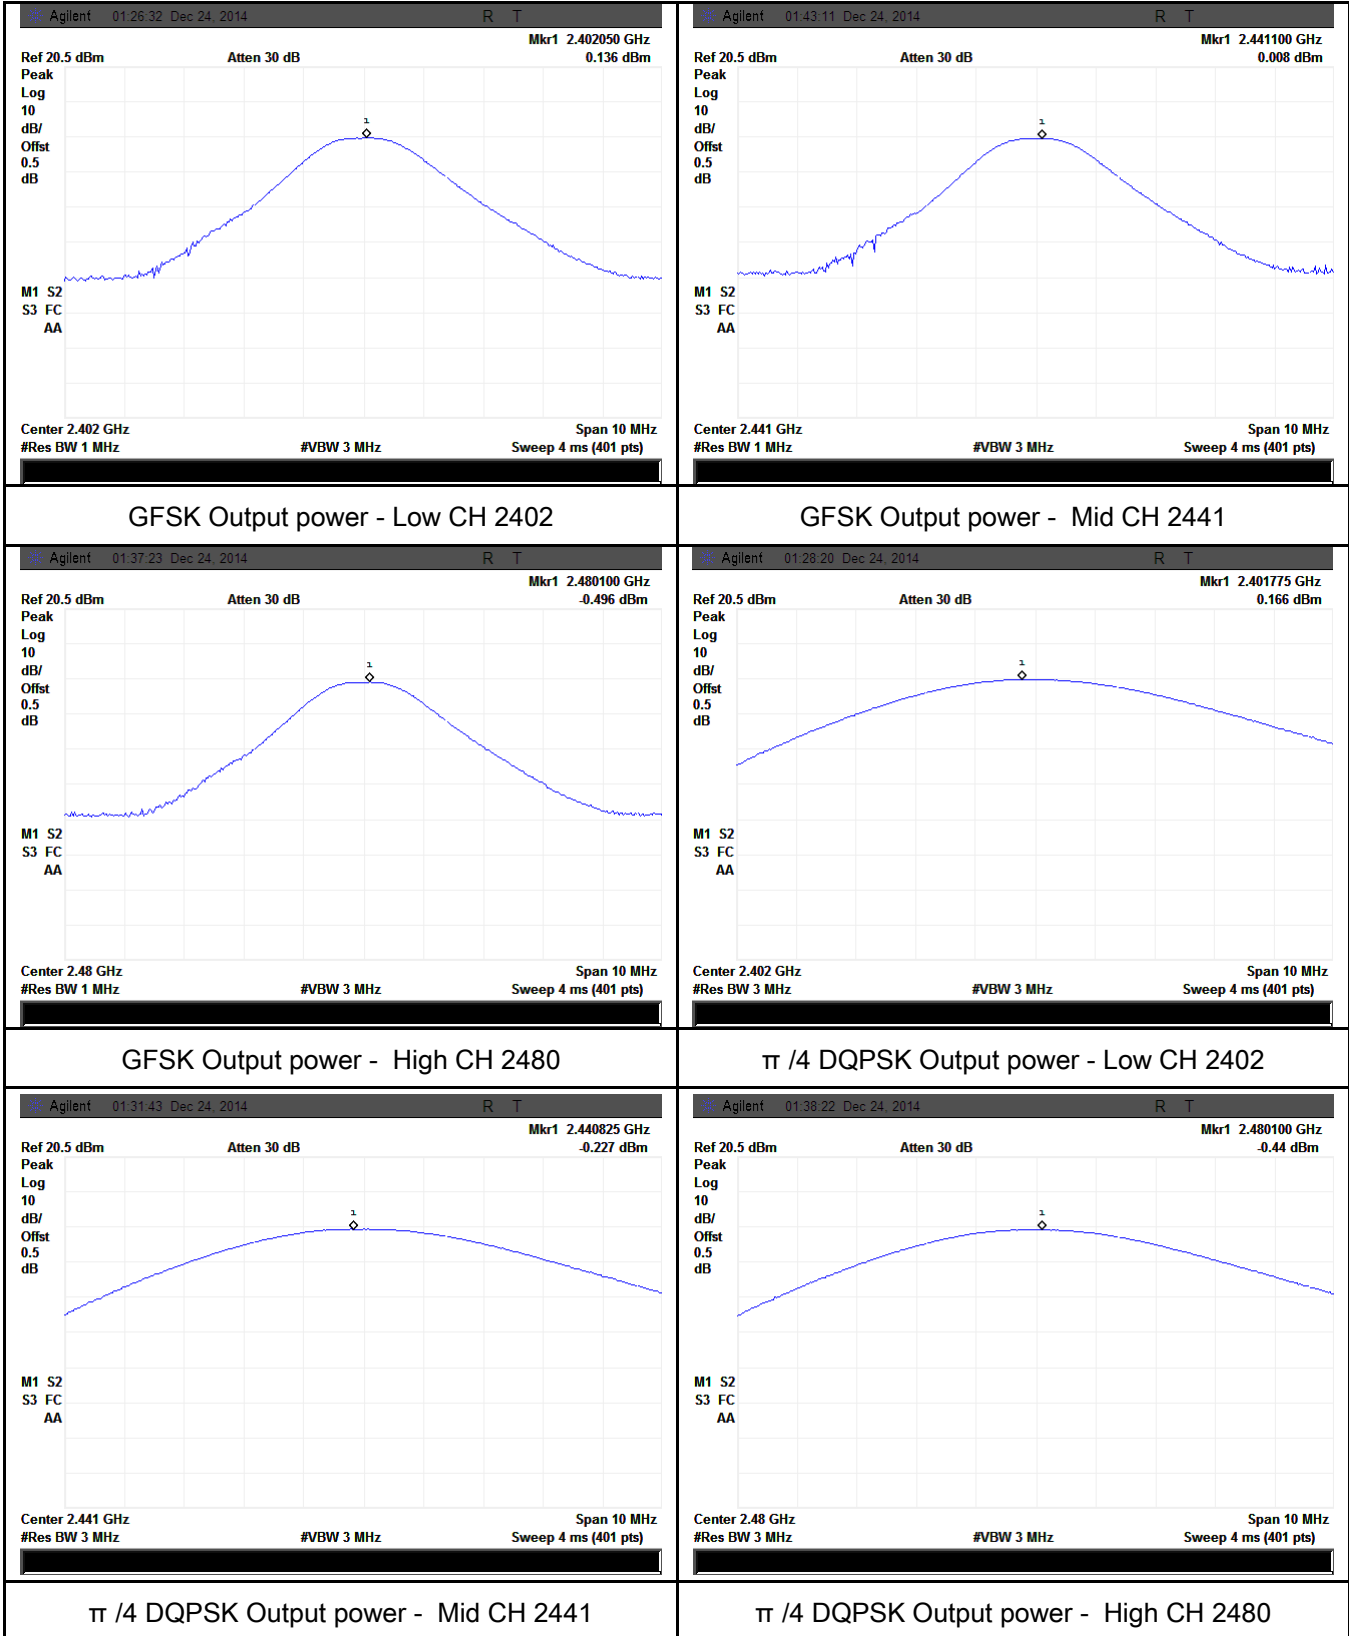 Agilent 01:26:32 Dec 24, 2014 R T
Mkr1 2.402050 GHz
Ref 20.5 dBm Atten 30 dB 0.136 dBm
Peak
Log
10
dB/
Offst
0.5
dB
1
M1 S2
S3 FC
AA
Center 2.402 GHz Span 10 MHz
#Res BW 1 MHz #VBW 3 MHz Sweep 4 ms (401 pts)
GFSK Output power - Low CH 2402
Agilent 01:43:11 Dec 24, 2014 R T
Mkr1 2.441100 GHz
Ref 20.5 dBm Atten 30 dB 0.008 dBm
Peak
Log
10
dB/
Offst
0.5
dB
1
M1 S2
S3 FC
AA
Center 2.441 GHz Span 10 MHz
#Res BW 1 MHz #VBW 3 MHz Sweep 4 ms (401 pts)
GFSK Output power - Mid CH 2441
Agilent 01:37:23 Dec 24, 2014 R T
Mkr1 2.480100 GHz
Ref 20.5 dBm Atten 30 dB -0.496 dBm
Peak
Log
10
dB/
Offst
0.5
dB
1
M1 S2
S3 FC
AA
Center 2.48 GHz Span 10 MHz
#Res BW 1 MHz #VBW 3 MHz Sweep 4 ms (401 pts)
GFSK Output power - High CH 2480
Agilent 01:28:20 Dec 24, 2014 R T
Mkr1 2.401775 GHz
Ref 20.5 dBm Atten 30 dB 0.166 dBm
Peak
Log
10
dB/
Offst
0.5
dB
1
M1 S2
S3 FC
AA
Center 2.402 GHz Span 10 MHz
#Res BW 3 MHz #VBW 3 MHz Sweep 4 ms (401 pts)
π /4 DQPSK Output power - Low CH 2402
Agilent 01:31:43 Dec 24, 2014 R T
Mkr1 2.440825 GHz
Ref 20.5 dBm Atten 30 dB -0.227 dBm
Peak
Log
10
dB/
Offst
0.5
dB
1
M1 S2
S3 FC
AA
Center 2.441 GHz Span 10 MHz
#Res BW 3 MHz #VBW 3 MHz Sweep 4 ms (401 pts)
π /4 DQPSK Output power - Mid CH 2441
Agilent 01:38:22 Dec 24, 2014 R T
Mkr1 2.480100 GHz
Ref 20.5 dBm Atten 30 dB -0.44 dBm
Peak
Log
10
dB/
Offst
0.5
dB
1
M1 S2
S3 FC
AA
Center 2.48 GHz Span 10 MHz
#Res BW 3 MHz #VBW 3 MHz Sweep 4 ms (401 pts)
π /4 DQPSK Output power - High CH 2480